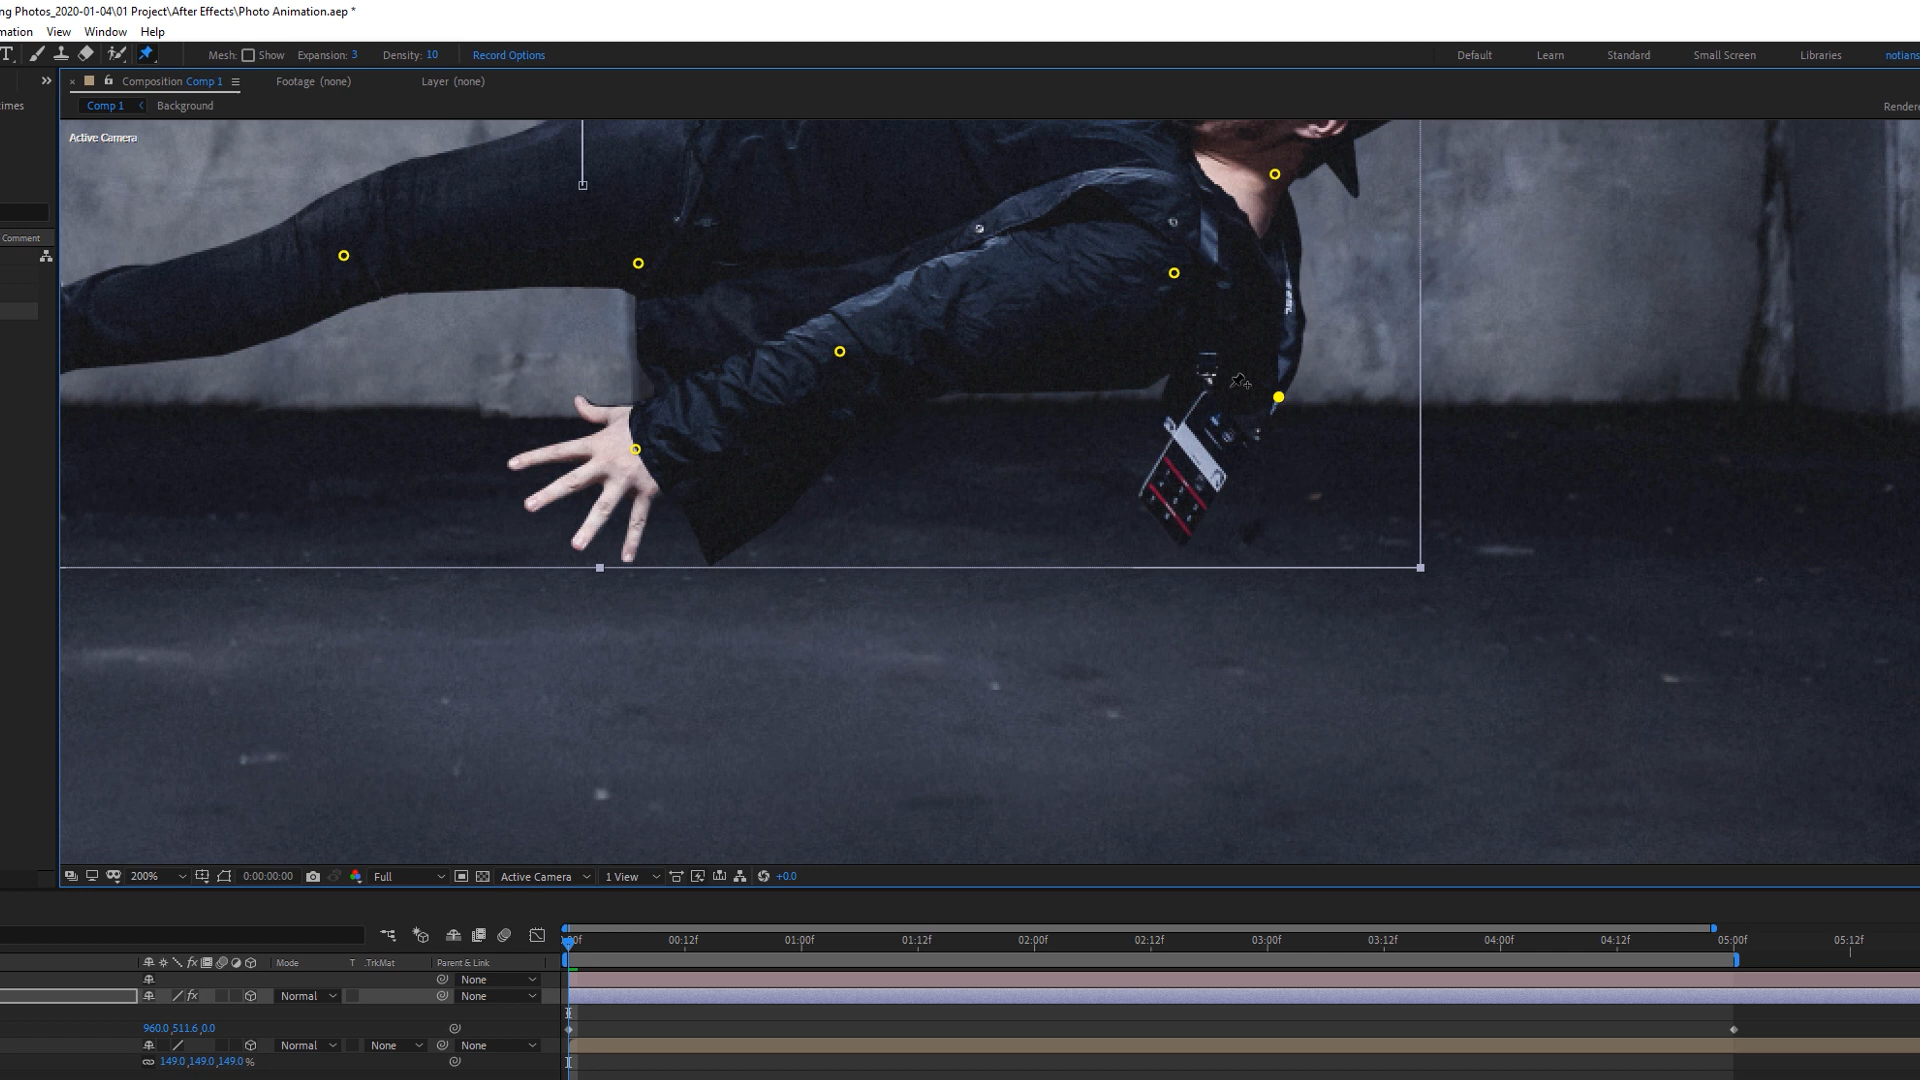 ng Photos_2020-01-04\01 Project\After Effects\Photo Animation.aep *
mation View Window Help
T Mesh: Show Expansion: 3 Density: 10 Record Options Default Learn Standard Small Screen Libraries notians
× Composition Comp 1 Footage (none) Layer (none)
imes Comp 1 Background Rendere
Active Camera
Comment
200% 0:00:00:00 Full Active Camera 1 View +0.0
:00f 00:12f 01:00f 01:12f 02:00f 02:12f 03:00f 03:12f 04:00f 04:12f 05:00f 05:12f
fx Mode T .TrkMat Parent & Link
None
fx Normal None
960.0,511.6,0.0
Normal None None
149.0,149.0,149.0%